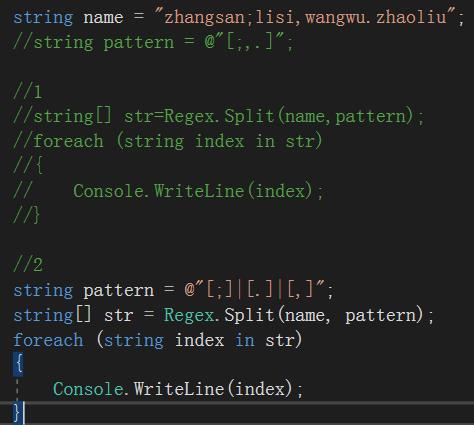 string name = "zhangsan;lisi,wangwu.zhaoliu";
//string pattern = @"[;,.]";
//1
//string[] str=Regex.Split(name,pattern);
//foreach (string index in str)
//{
//    Console.WriteLine(index);
//}
//2
string pattern = @"[;]|[.]|[,]";
string[] str = Regex.Split(name, pattern);
foreach (string index in str)
{
    Console.WriteLine(index);
}